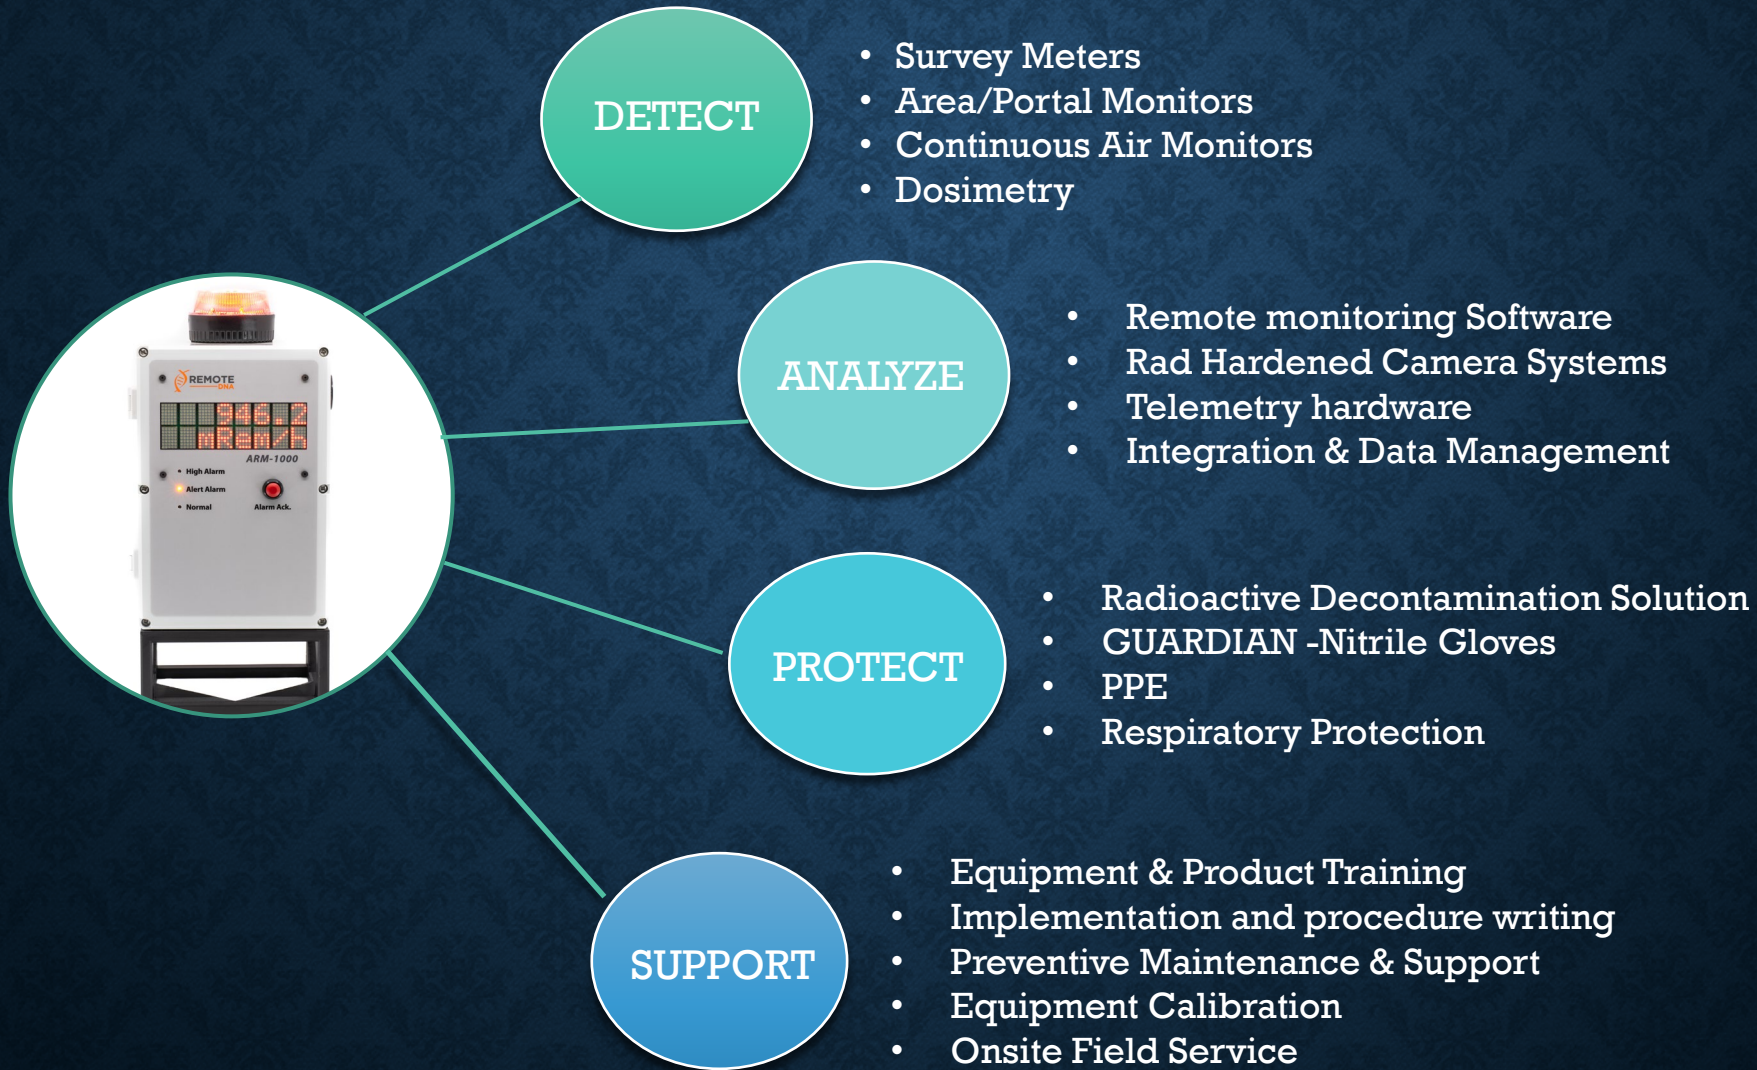 DETECT
• Survey Meters
• Area/Portal Monitors
• Continuous Air Monitors
• Dosimetry
REMOTE
DNA
946.2
mRem/h
ARM-1000
High Alarm
Alert Alarm
Normal
Alarm Ack.
ANALYZE
• Remote monitoring Software
• Rad Hardened Camera Systems
• Telemetry hardware
• Integration & Data Management
PROTECT
• Radioactive Decontamination Solution
• GUARDIAN -Nitrile Gloves
• PPE
• Respiratory Protection
SUPPORT
• Equipment & Product Training
• Implementation and procedure writing
• Preventive Maintenance & Support
• Equipment Calibration
• Onsite Field Service